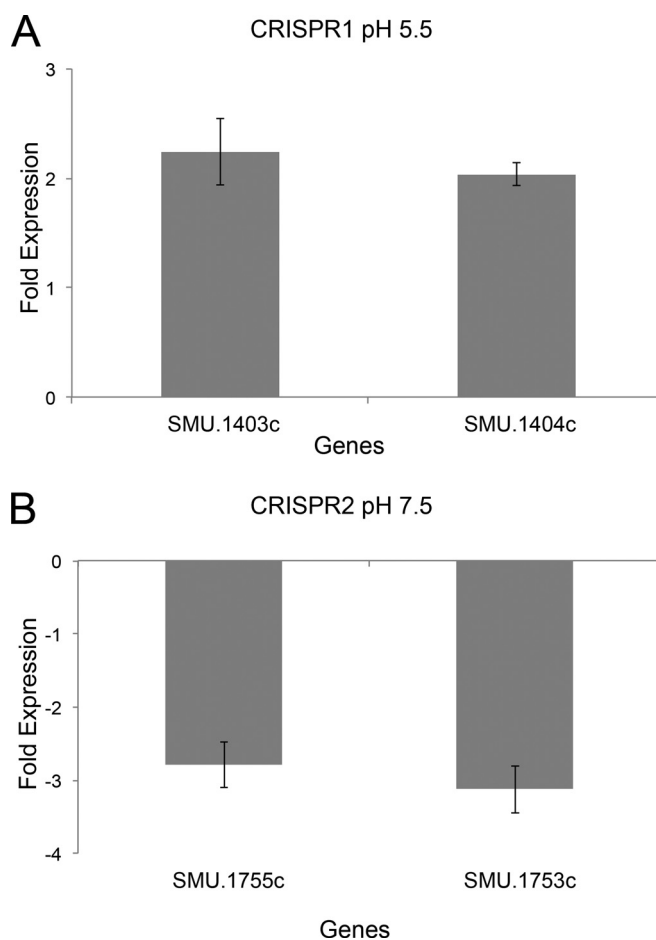 A
CRISPR1 pH 5.5
3
2
1
0
Fold Expression
SMU.1403c SMU.1404c
Genes
B
CRISPR2 pH 7.5
0
-1
-2
-3
-4
Fold Expression
SMU.1755c SMU.1753c
Genes